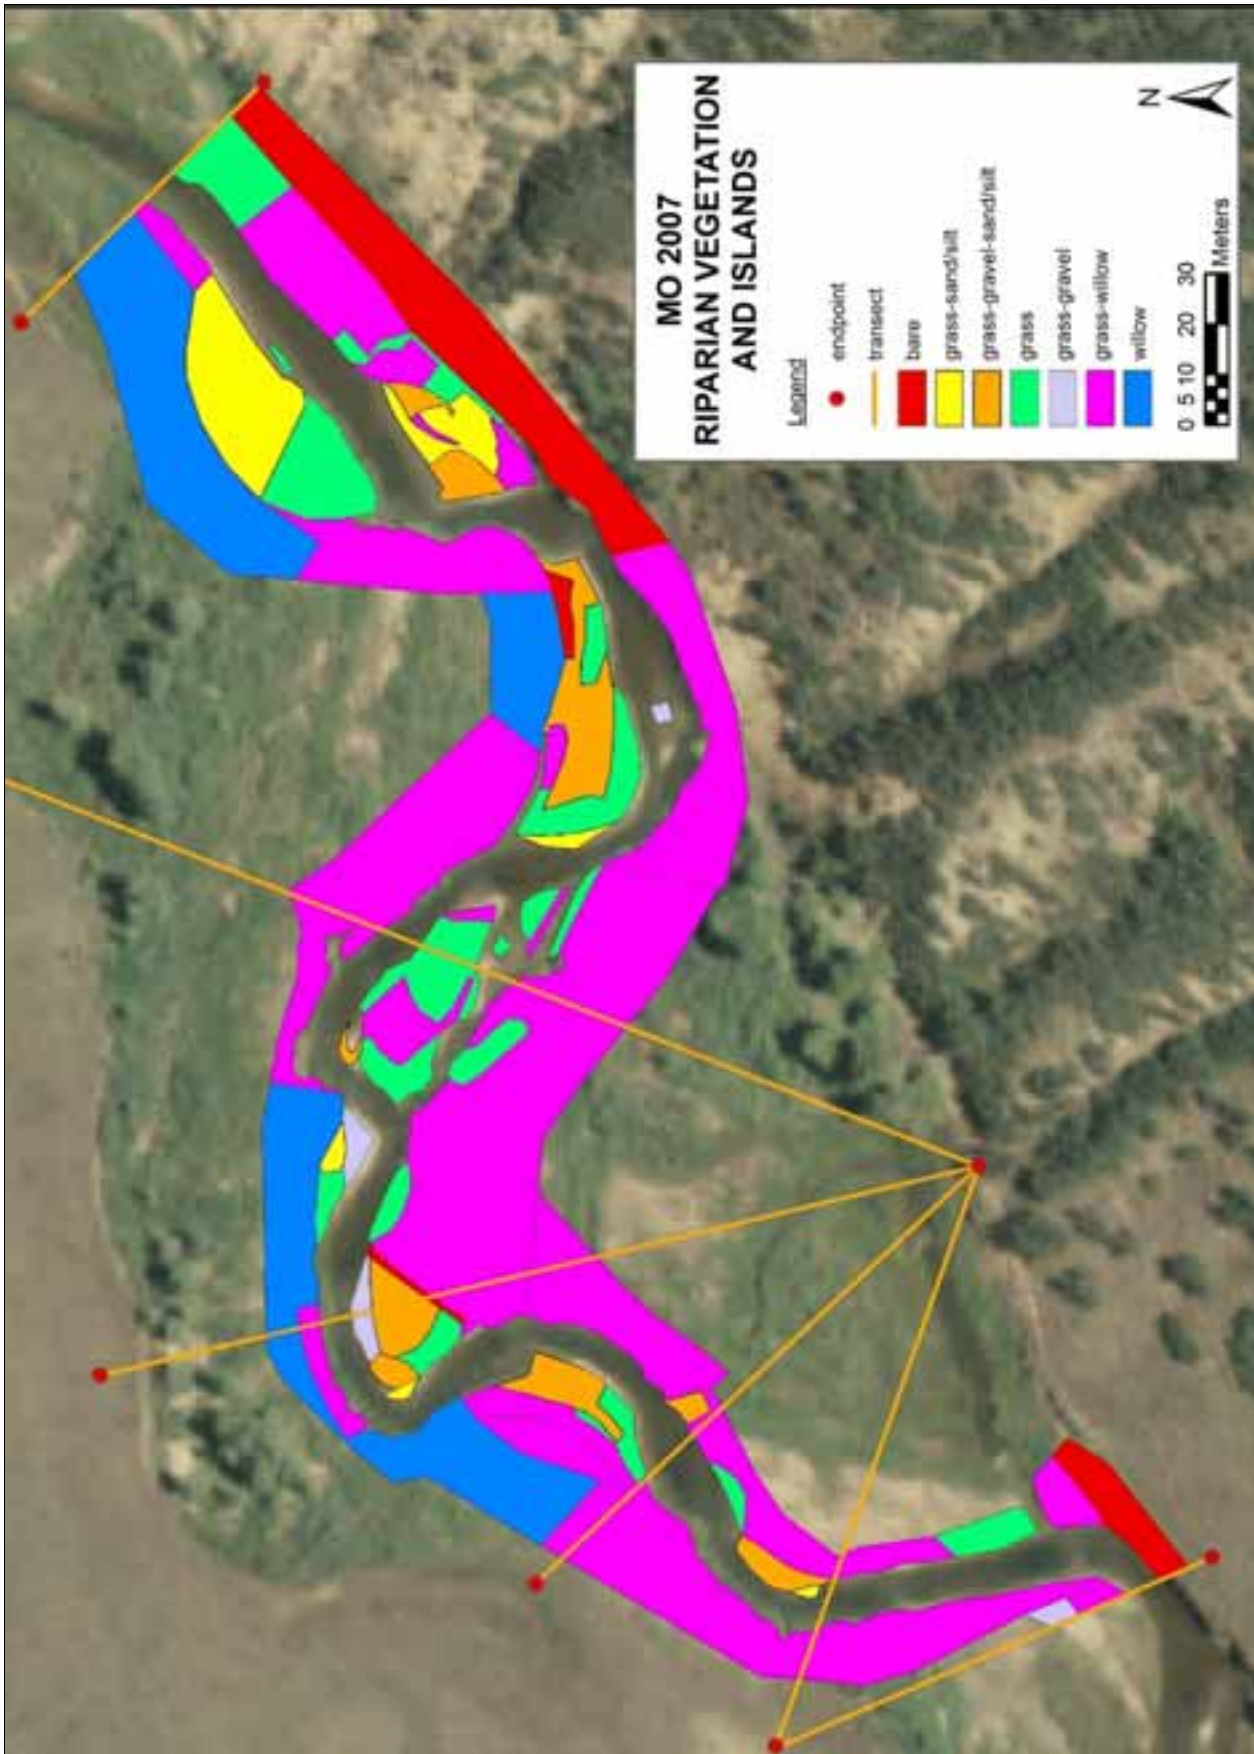 MO 2007
RIPARIAN VEGETATION
AND ISLANDS
Legend
endpoint
transect
bare
grass-sand/silt
grass-gravel-sand/silt
grass
grass-gravel
grass-willow
willow
0 5 10 20 30
Meters
N